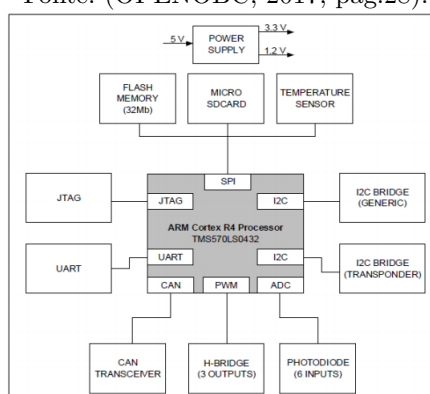 Fonte: (OPENOBC, 2017, pag.28).
5 V
POWER
SUPPLY
3.3 V
1.2 V
FLASH
MEMORY
(32Mb)
MICRO
SDCARD
TEMPERATURE
SENSOR
SPI
JTAG
JTAG
I2C
I2C BRIDGE
(GENERIC)
ARM Cortex R4 Processor
TMS570LS0432
UART
UART
I2C
I2C BRIDGE
(TRANSPONDER)
CAN
PWM
ADC
CAN
TRANSCEIVER
H-BRIDGE
(3 OUTPUTS)
PHOTODIODE
(6 INPUTS)